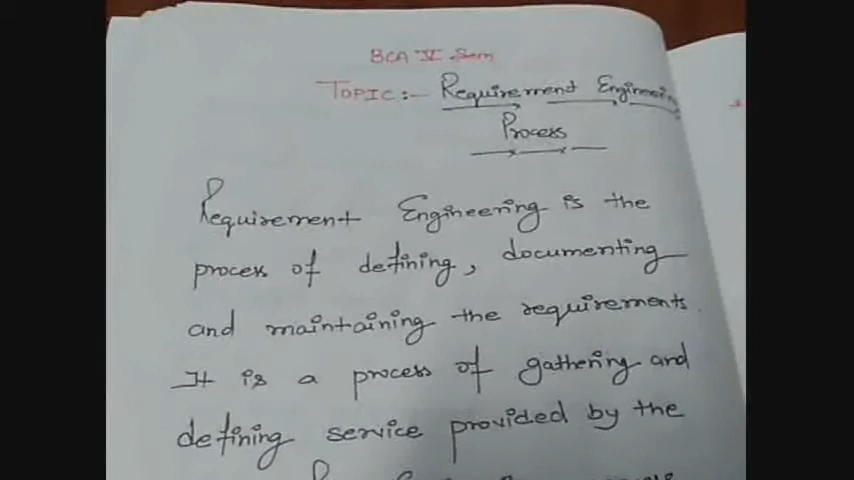 BCA IV Sem
TOPIC:- Requirement Engineering
Process
Requirement Engineering is the
process of defining, documenting
and maintaining the requirements.
It is a process of gathering and
defining service provided by the